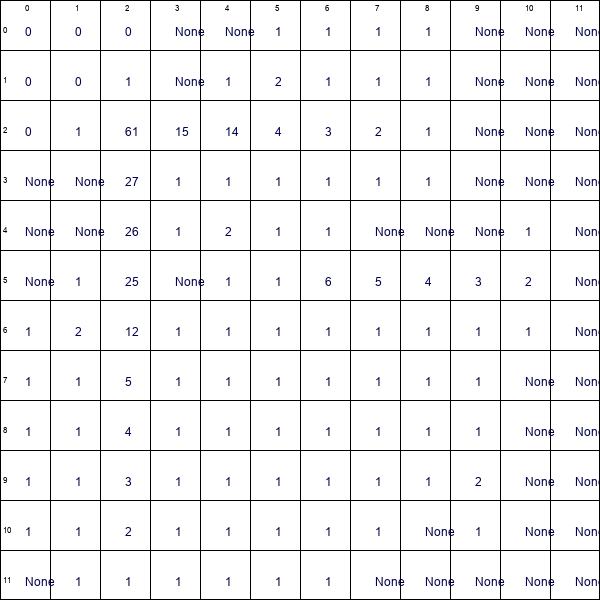 0 1 2 3 4 5 6 7 8 9 10 11
0 0 0 0 None None 1 1 1 1 None None None
1 0 0 1 None 1 2 1 1 1 None None None
2 0 1 61 15 14 4 3 2 1 None None None
3 None None 27 1 1 1 1 1 1 None None None
4 None None 26 1 2 1 1 None None None 1 None
5 None 1 25 None 1 1 6 5 4 3 2 None
6 1 2 12 1 1 1 1 1 1 1 1 None
7 1 1 5 1 1 1 1 1 1 1 None None
8 1 1 4 1 1 1 1 1 1 1 None None
9 1 1 3 1 1 1 1 1 1 2 None None
10 1 1 2 1 1 1 1 1 None 1 None None
11 None 1 1 1 1 1 1 None None None None None